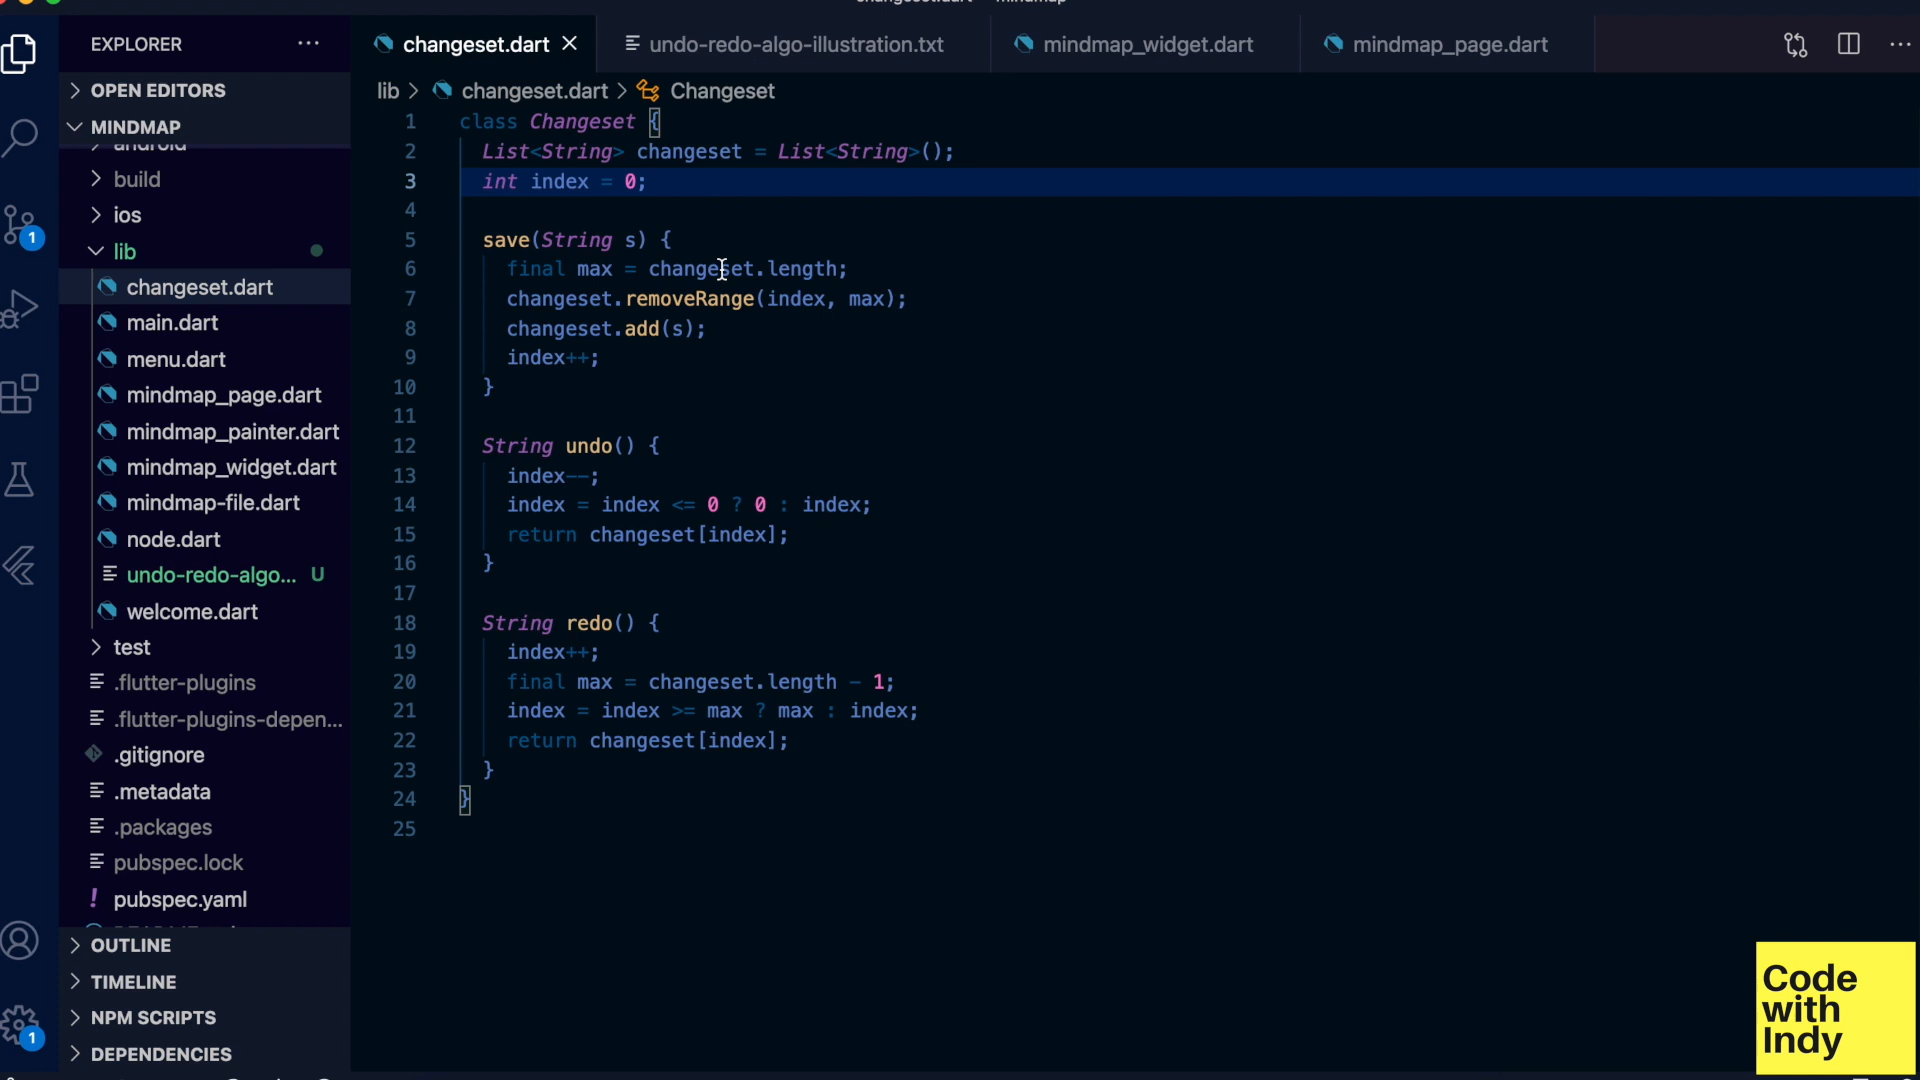 EXPLORER
OPEN EDITORS
MINDMAP
android
build
ios
lib
changeset.dart
main.dart
menu.dart
mindmap_page.dart
mindmap_painter.dart
mindmap_widget.dart
mindmap-file.dart
node.dart
undo-redo-algo... U
welcome.dart
test
.flutter-plugins
.flutter-plugins-depen...
.gitignore
.metadata
.packages
pubspec.lock
pubspec.yaml
OUTLINE
TIMELINE
NPM SCRIPTS
DEPENDENCIES
1
1
changeset.dart
undo-redo-algo-illustration.txt
mindmap_widget.dart
mindmap_page.dart
lib > changeset.dart > Changeset
1 class Changeset {
2 List<String> changeset = List<String>();
3 int index = 0;
4
5 save(String s) {
6 final max = changeset.length;
7 changeset.removeRange(index, max);
8 changeset.add(s);
9 index++;
10 }
11
12 String undo() {
13 index--;
14 index = index <= 0 ? 0 : index;
15 return changeset[index];
16 }
17
18 String redo() {
19 index++;
20 final max = changeset.length - 1;
21 index = index >= max ? max : index;
22 return changeset[index];
23 }
24 }
25
Code
with
Indy